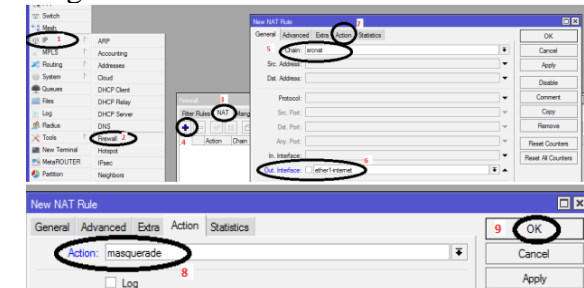 Switch
Mesh
IP 1
MPLS
Routing
System
Queues
Files
Log
Radius
Tools
New Terminal
MetaROUTER
Partition
ARP
Accounting
Addresses
Cloud
DHCP Client
DHCP Relay
DHCP Server
DNS
Firewall 2
Hotspot
IPsec
Neighbors
Firewall 3
Filter Rules NAT Mang
4 Action Chain
New NAT Rule 7
General Advanced Extra Action Statistics
5 Chain: srcnat
Src. Address:
Dst. Address:
Protocol:
Src. Port:
Dst. Port:
Any. Port:
In. Interface:
6
Out. Interface: ether1-internet
OK
Cancel
Apply
Disable
Comment
Copy
Remove
Reset Counters
Reset All Counters
New NAT Rule
General Advanced Extra Action Statistics
Action: masquerade
8
Log
9 OK
Cancel
Apply